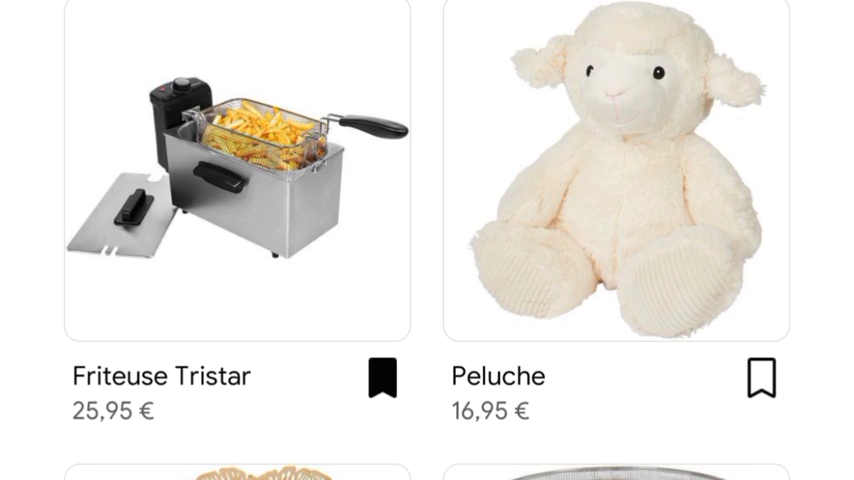 Friteuse Tristar
25,95 €
Peluche
16,95 €